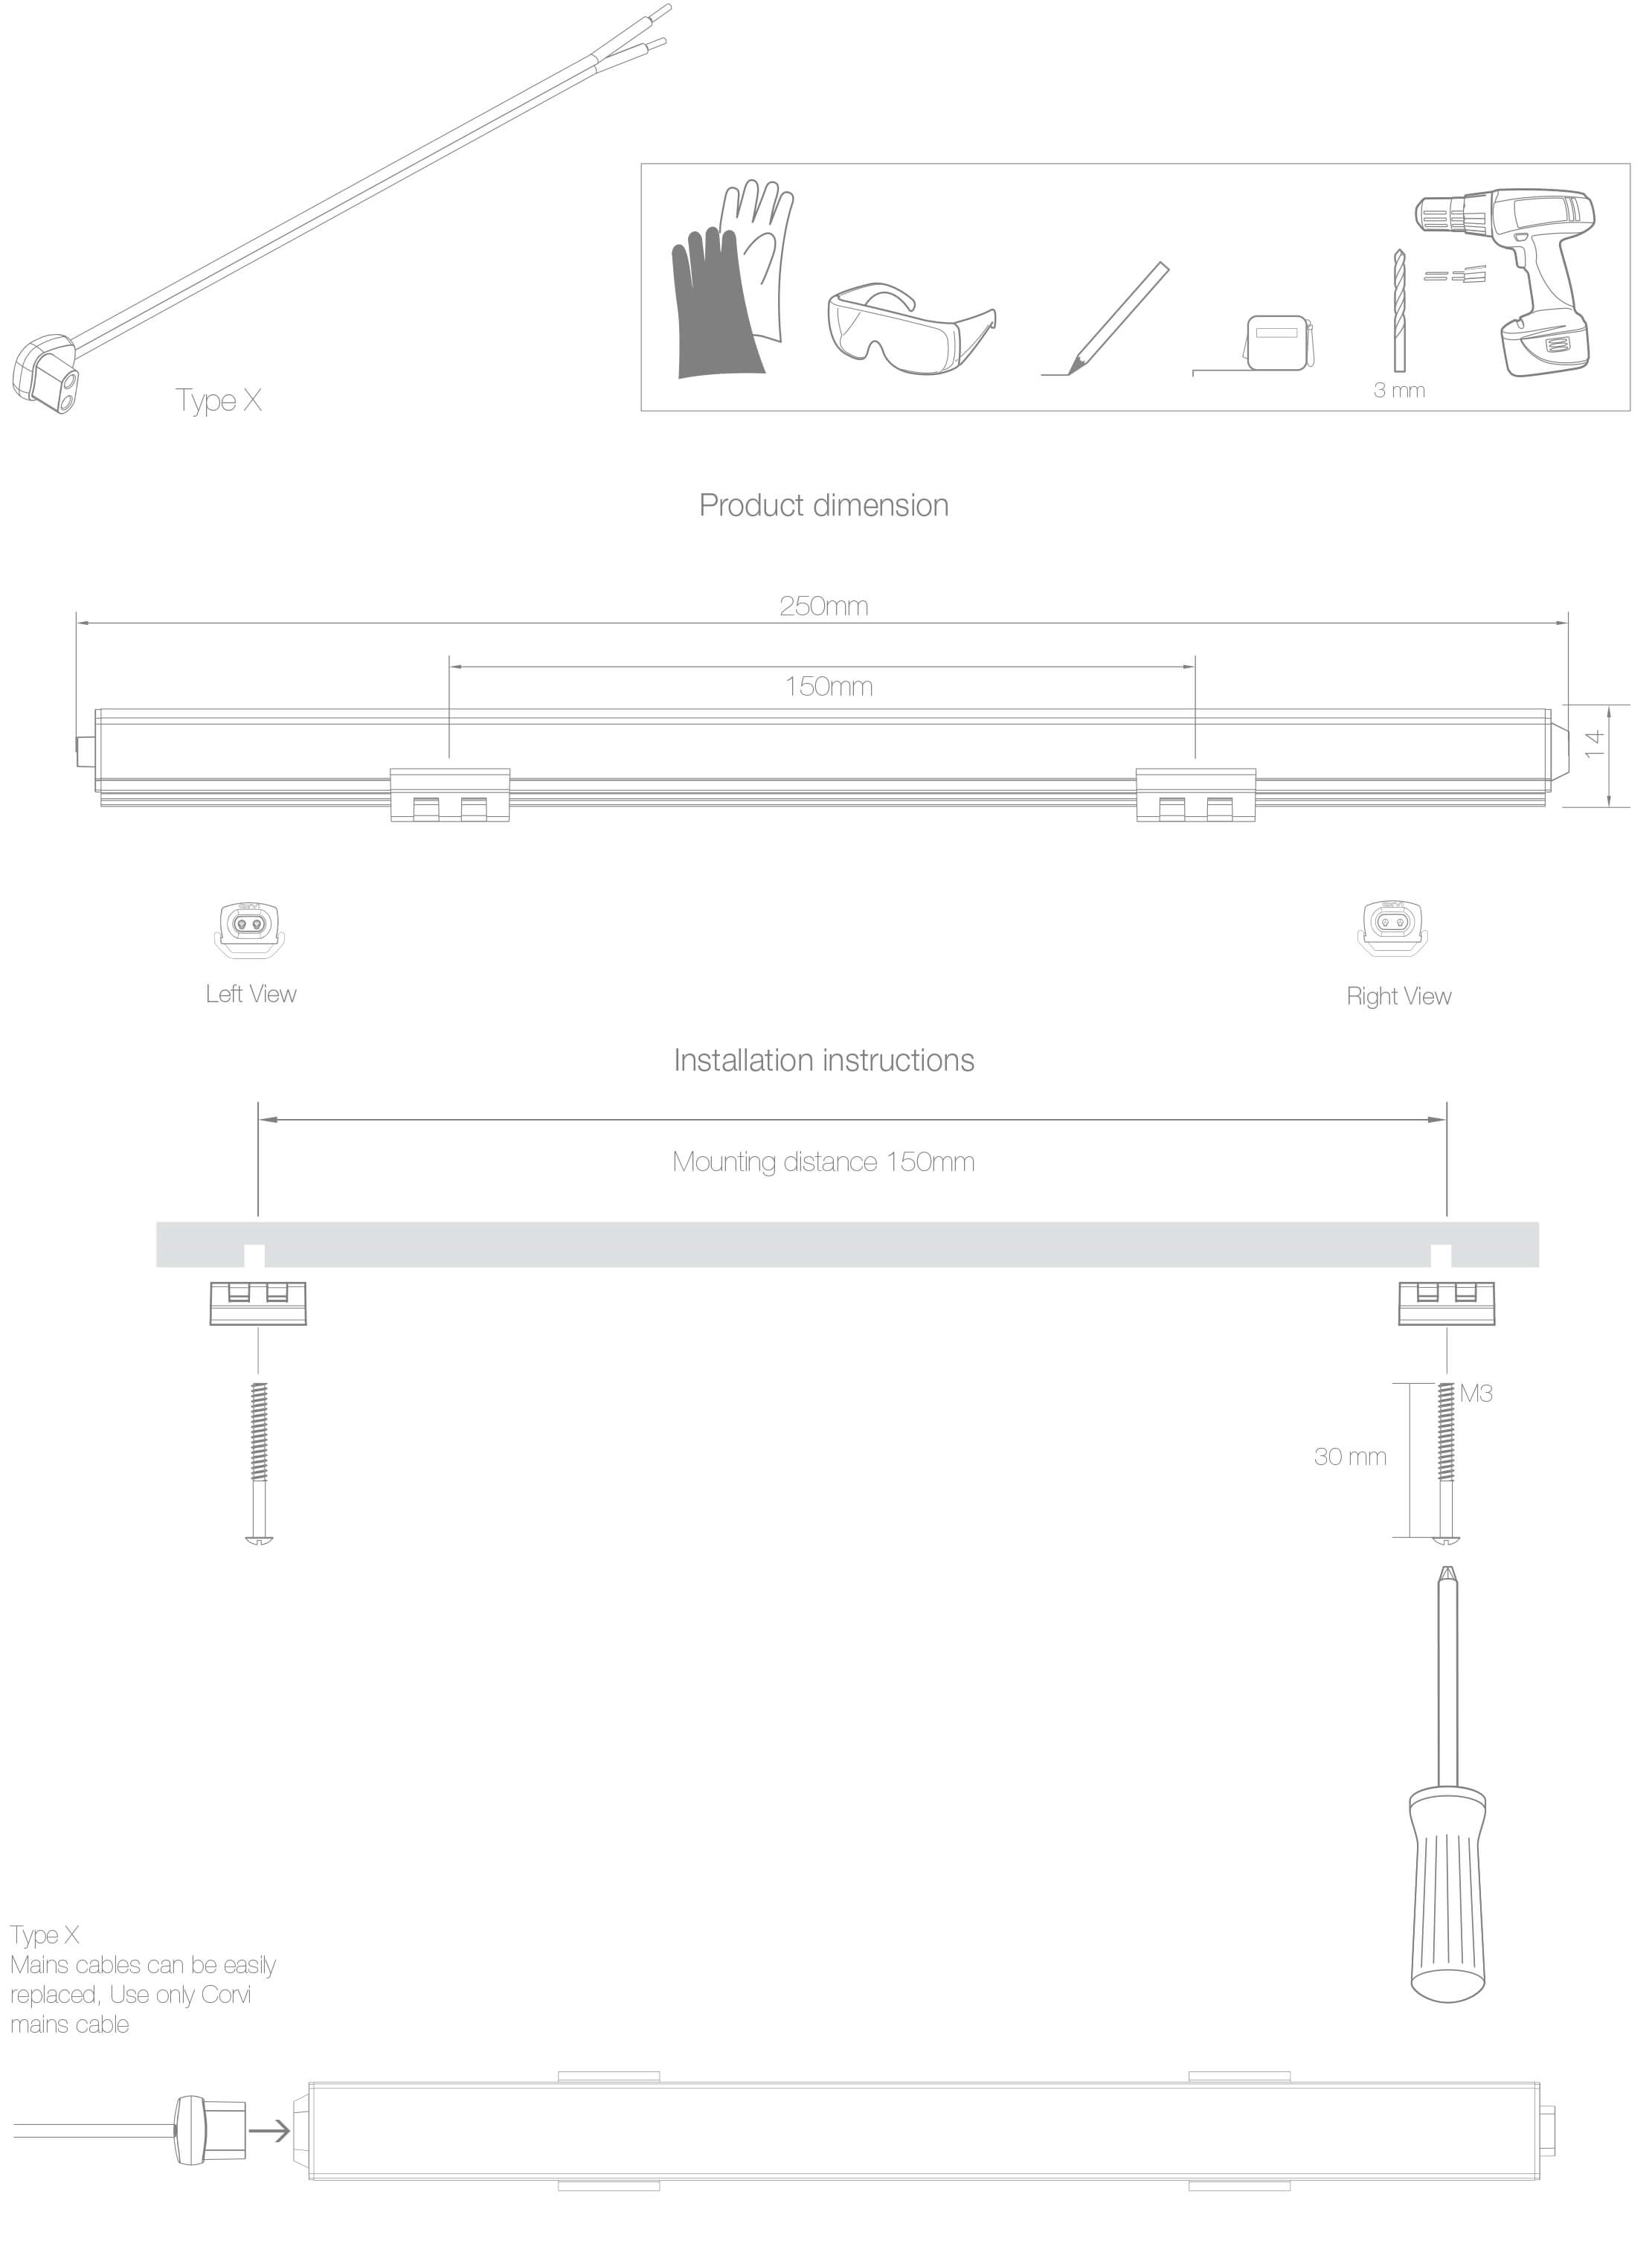 Type X
3 mm
Product dimension
250mm
150mm
14
Left View
Right View
Installation instructions
Mounting distance 150mm
M3
30 mm
Type X
Mains cables can be easily
replaced, Use only Corvi
mains cable